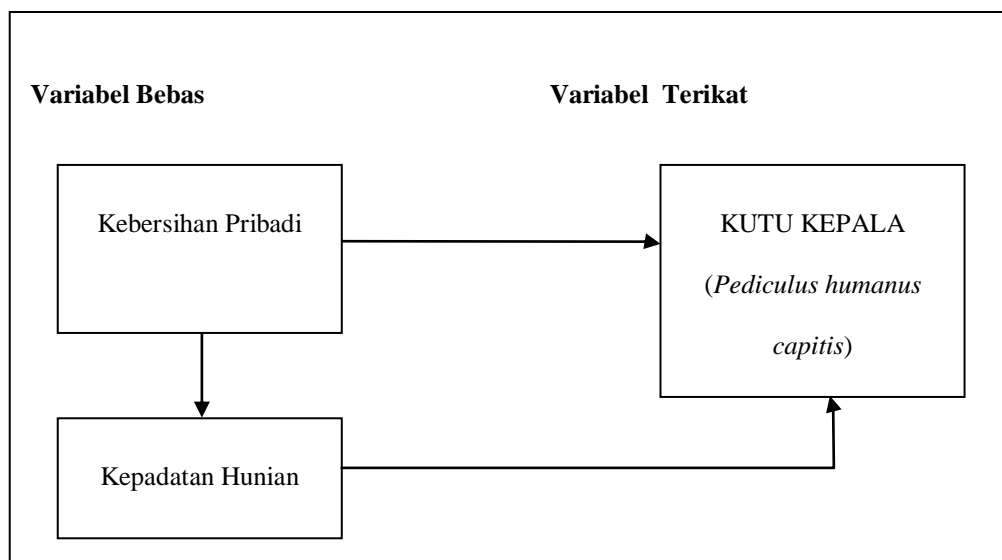 Variabel Bebas
Variabel Terikat
Kebersihan Pribadi
KUTU KEPALA
(Pediculus humanus
capitis)
Kepadatan Hunian